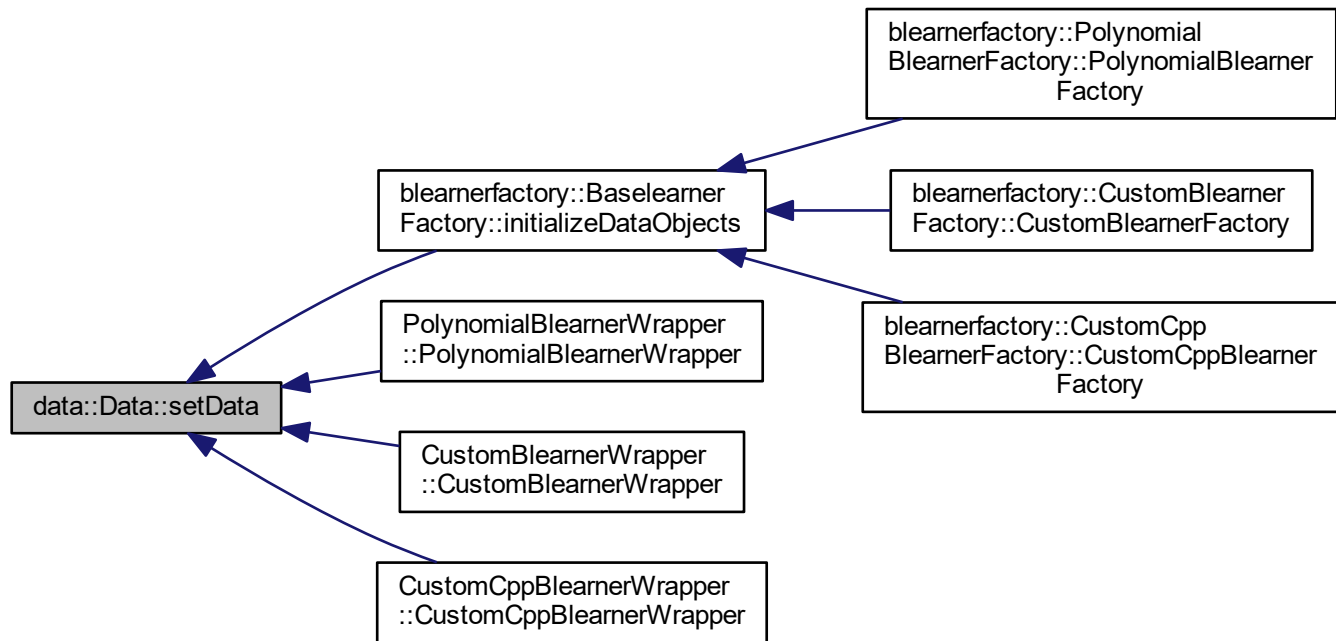 blearnerfactory::Polynomial
BlearnerFactory::PolynomialBlearner
Factory
blearnerfactory::Baselearner
Factory::initializeDataObjects
blearnerfactory::CustomBlearner
Factory::CustomBlearnerFactory
PolynomialBlearnerWrapper
::PolynomialBlearnerWrapper
blearnerfactory::CustomCpp
BlearnerFactory::CustomCppBlearner
Factory
data::Data::setData
CustomBlearnerWrapper
::CustomBlearnerWrapper
CustomCppBlearnerWrapper
::CustomCppBlearnerWrapper